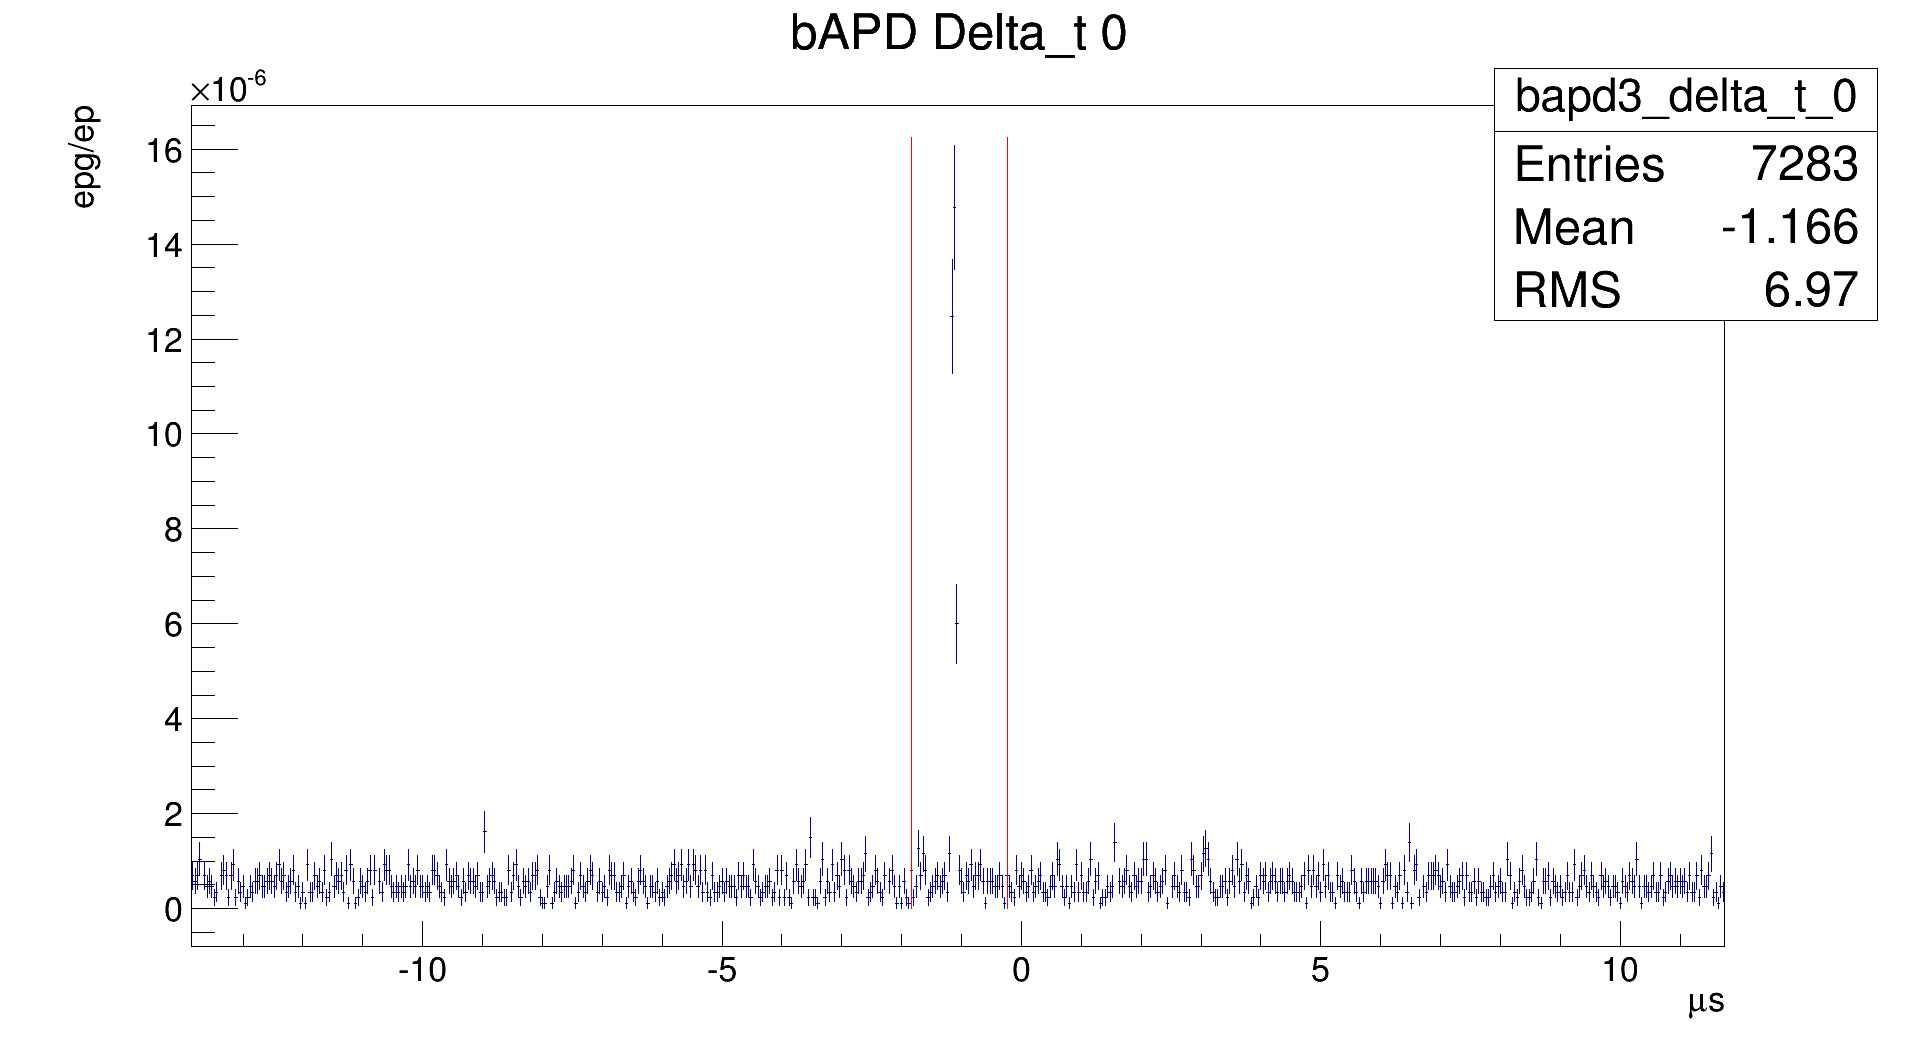 bAPD Delta_t 0
×10-6
epg/ep
16
14
12
10
8
6
4
2
0
-10 -5 0 5 10
μs
bapd3_delta_t_0
Entries 7283
Mean -1.166
RMS 6.97